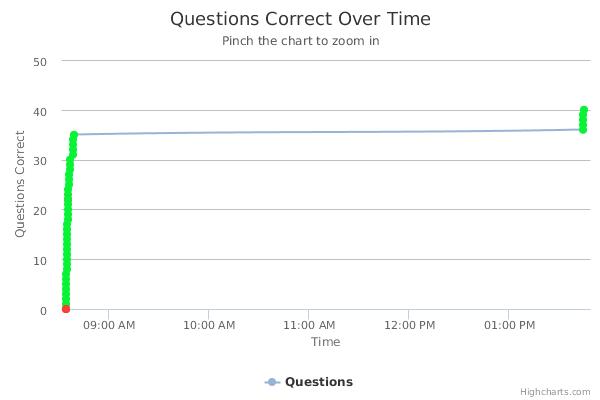 Questions Correct Over Time
Pinch the chart to zoom in
50
40
30
20
10
0
Questions Correct
09:00 AM 10:00 AM 11:00 AM 12:00 PM 01:00 PM
Time
Questions
Highcharts.com